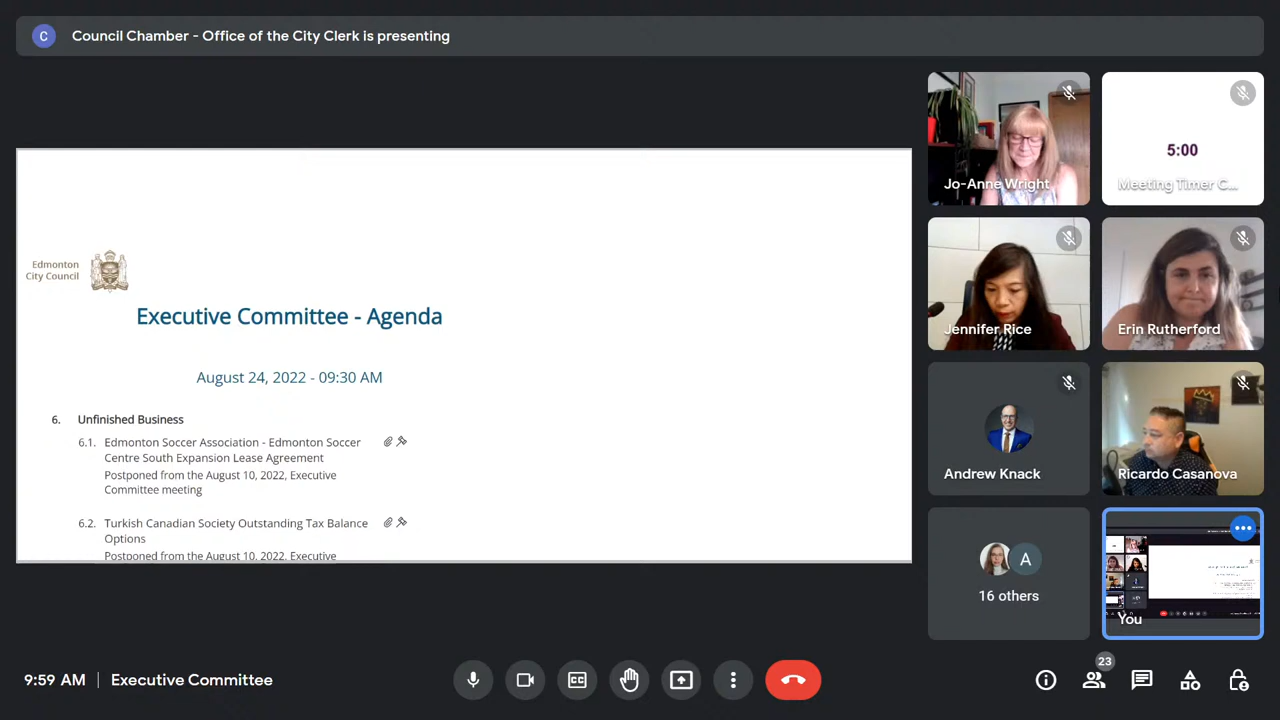 C Council Chamber - Office of the City Clerk is presenting
Edmonton
City Council
Executive Committee - Agenda
August 24, 2022 - 09:30 AM
6. Unfinished Business
6.1. Edmonton Soccer Association - Edmonton Soccer
Centre South Expansion Lease Agreement
Postponed from the August 10, 2022, Executive
Committee meeting
6.2. Turkish Canadian Society Outstanding Tax Balance
Options
Postponed from the August 10, 2022, Executive
Jo-Anne Wright
5:00
Meeting Timer C...
Jennifer Rice
Erin Rutherford
Andrew Knack
Ricardo Casanova
A
16 others
You
9:59 AM | Executive Committee
CC
23